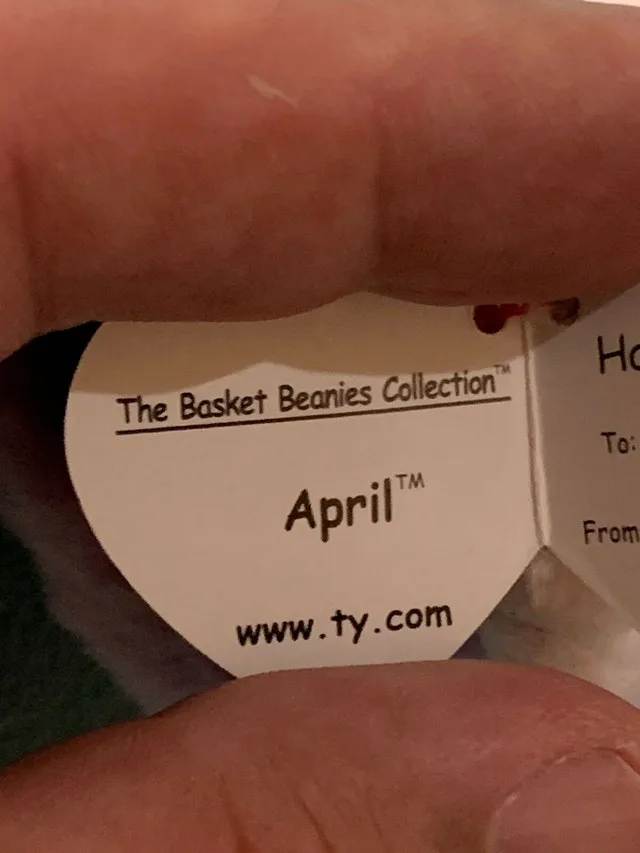 The Basket Beanies Collection™
April™
www.ty.com
To:
From